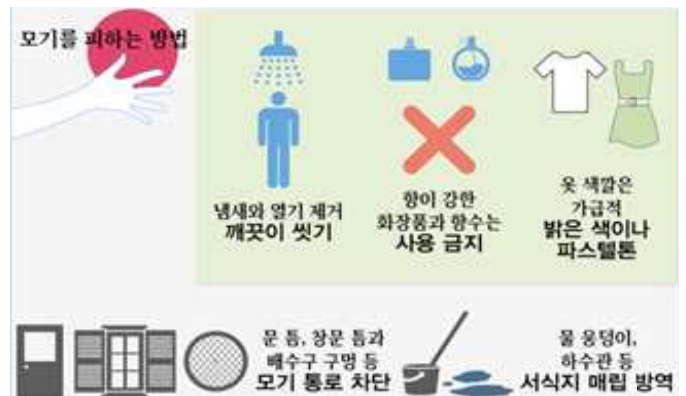 모기를 피하는 방법
냄새와 열기 제거
깨끗이 씻기
향이 강한
화장품과 향수는
사용 금지
옷 색깔은
가급적
밝은 색이나
파스텔톤
문 틈, 창문 틈과
배수구 구멍 등
모기 통로 차단
물 웅덩이,
하수관 등
서식지 매립 방역